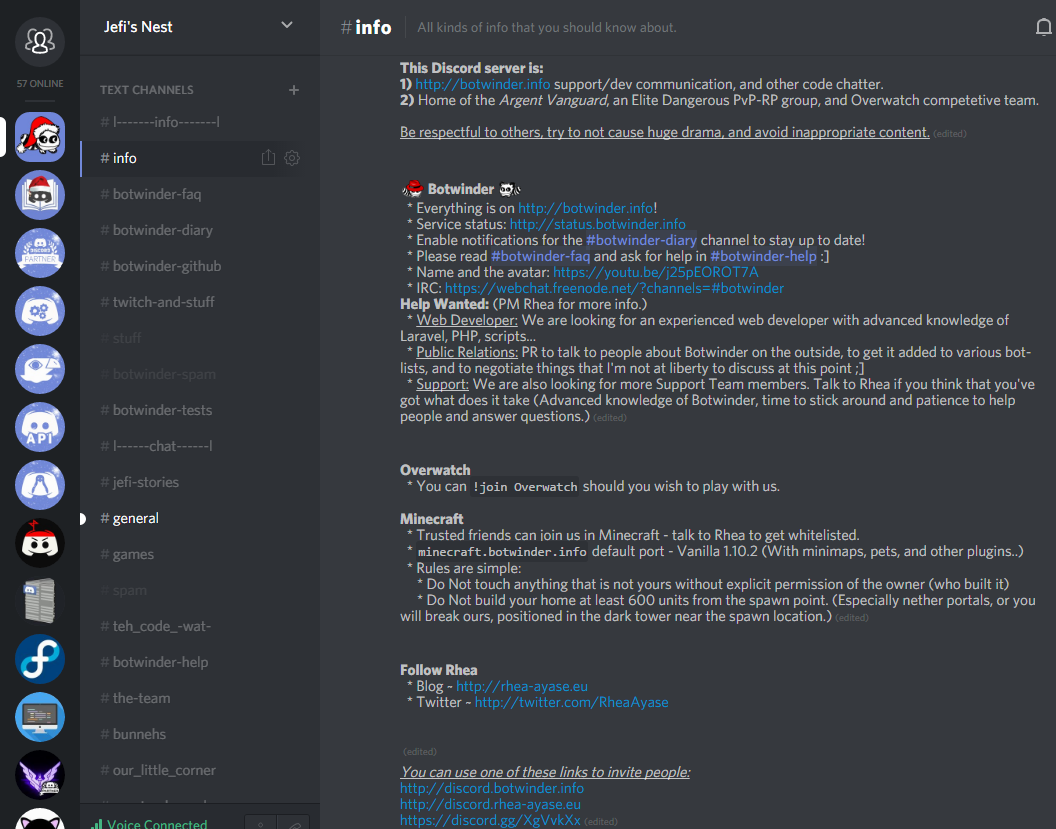 57 ONLINE
Jefi's Nest
TEXT CHANNELS
# |-------info-------|
# info
# botwinder-faq
# botwinder-diary
# botwinder-github
# twitch-and-stuff
# stuff
# botwinder-spam
# botwinder-tests
# |------chat------|
# jefi-stories
# general
# games
# spam
# teh_code_-wat-
# botwinder-help
# the-team
# bunnehs
# our_little_corner
Voice Connected
DISCORD PARTNER
API
# info
All kinds of info that you should know about.
This Discord server is:
1) http://botwinder.info support/dev communication, and other code chatter.
2) Home of the Argent Vanguard, an Elite Dangerous PvP-RP group, and Overwatch competetive team.
Be respectful to others, try to not cause huge drama, and avoid inappropriate content. (edited)
Botwinder
* Everything is on http://botwinder.info!
* Service status: http://status.botwinder.info
* Enable notifications for the #botwinder-diary channel to stay up to date!
* Please read #botwinder-faq and ask for help in #botwinder-help :]
* Name and the avatar: https://youtu.be/j25pEOROT7A
* IRC: https://webchat.freenode.net/?channels=#botwinder
Help Wanted: (PM Rhea for more info.)
* Web Developer: We are looking for an experienced web developer with advanced knowledge of
Laravel, PHP, scripts...
* Public Relations: PR to talk to people about Botwinder on the outside, to get it added to various bot-
lists, and to negotiate things that I'm not at liberty to discuss at this point ;]
* Support: We are also looking for more Support Team members. Talk to Rhea if you think that you've
got what does it take (Advanced knowledge of Botwinder, time to stick around and patience to help
people and answer questions.) (edited)
Overwatch
* You can !join Overwatch should you wish to play with us.
Minecraft
* Trusted friends can join us in Minecraft - talk to Rhea to get whitelisted.
* minecraft.botwinder.info default port - Vanilla 1.10.2 (With minimaps, pets, and other plugins..)
* Rules are simple:
* Do Not touch anything that is not yours without explicit permission of the owner (who built it)
* Do Not build your home at least 600 units from the spawn point. (Especially nether portals, or you
will break ours, positioned in the dark tower near the spawn location.) (edited)
Follow Rhea
* Blog ~ http://rhea-ayase.eu
* Twitter ~ http://twitter.com/RheaAyase
(edited)
You can use one of these links to invite people:
http://discord.botwinder.info
http://discord.rhea-ayase.eu
https://discord.gg/XgVvkXx (edited)